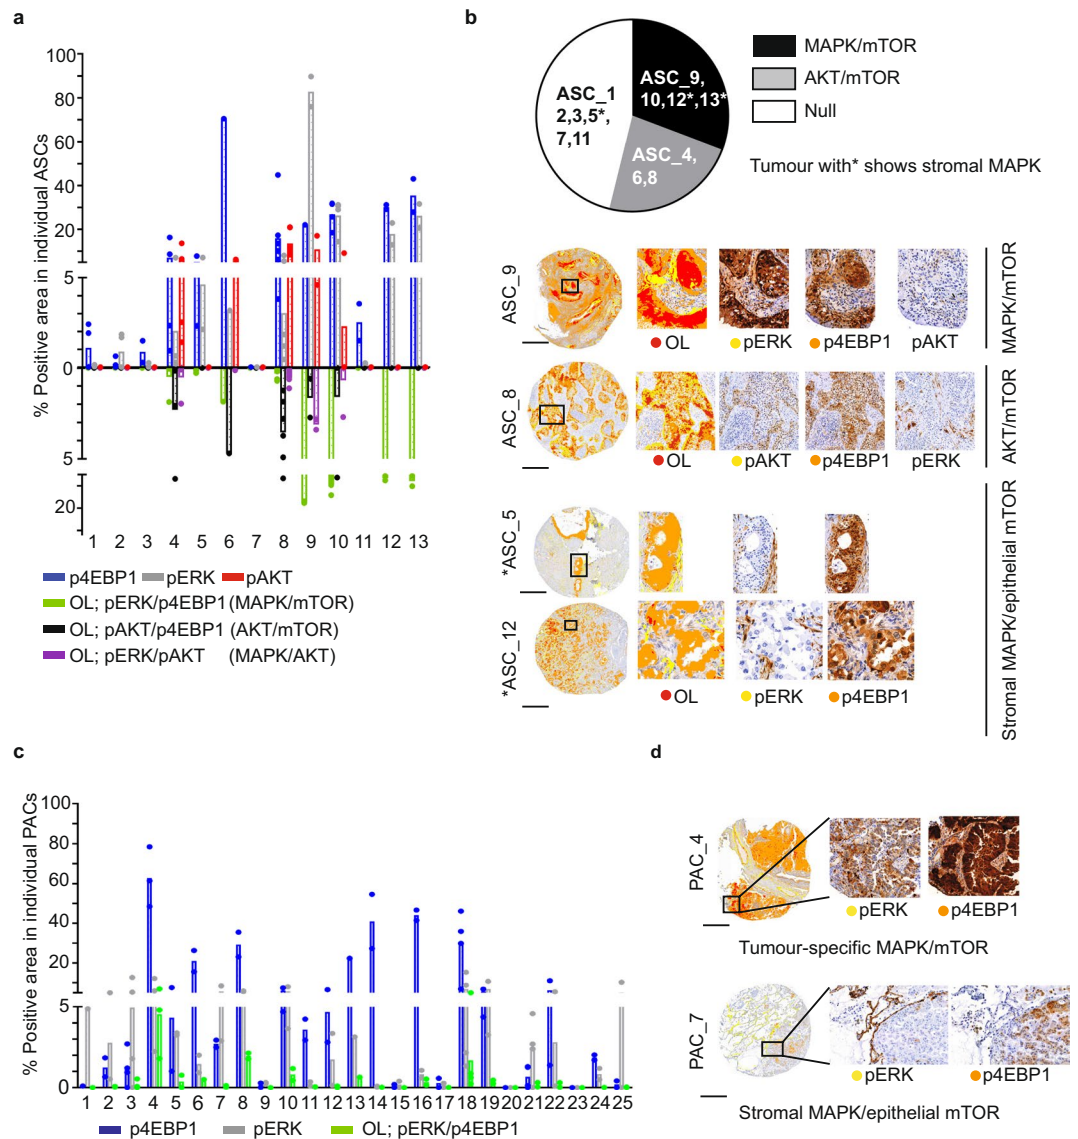 a
% Positive area in individual ASCs
100
80
60
40
20
5
0
5
20
1 2 3 4 5 6 7 8 9 10 11 12 13
p4EBP1 pERK pAKT
OL; pERK/p4EBP1 (MAPK/mTOR)
OL; pAKT/p4EBP1 (AKT/mTOR)
OL; pERK/pAKT (MAPK/AKT)
b
ASC_1
2,3,5*,
7,11
ASC_9,
10,12*,13*
ASC_4,
6,8
MAPK/mTOR
AKT/mTOR
Null
Tumour with* shows stromal MAPK
ASC_9
OL pERK p4EBP1 pAKT
MAPK/mTOR
ASC_8
OL pAKT p4EBP1 pERK
AKT/mTOR
*ASC_5
*ASC_12
OL pERK p4EBP1
Stromal MAPK/epithelial mTOR
c
% Positive area in individual PACs
100
80
60
40
20
5
0
1 2 3 4 5 6 7 8 9 10 11 12 13 14 15 16 17 18 19 20 21 22 23 24 25
p4EBP1 pERK OL; pERK/p4EBP1
d
PAC_4
pERK p4EBP1
Tumour-specific MAPK/mTOR
PAC_7
pERK p4EBP1
Stromal MAPK/epithelial mTOR